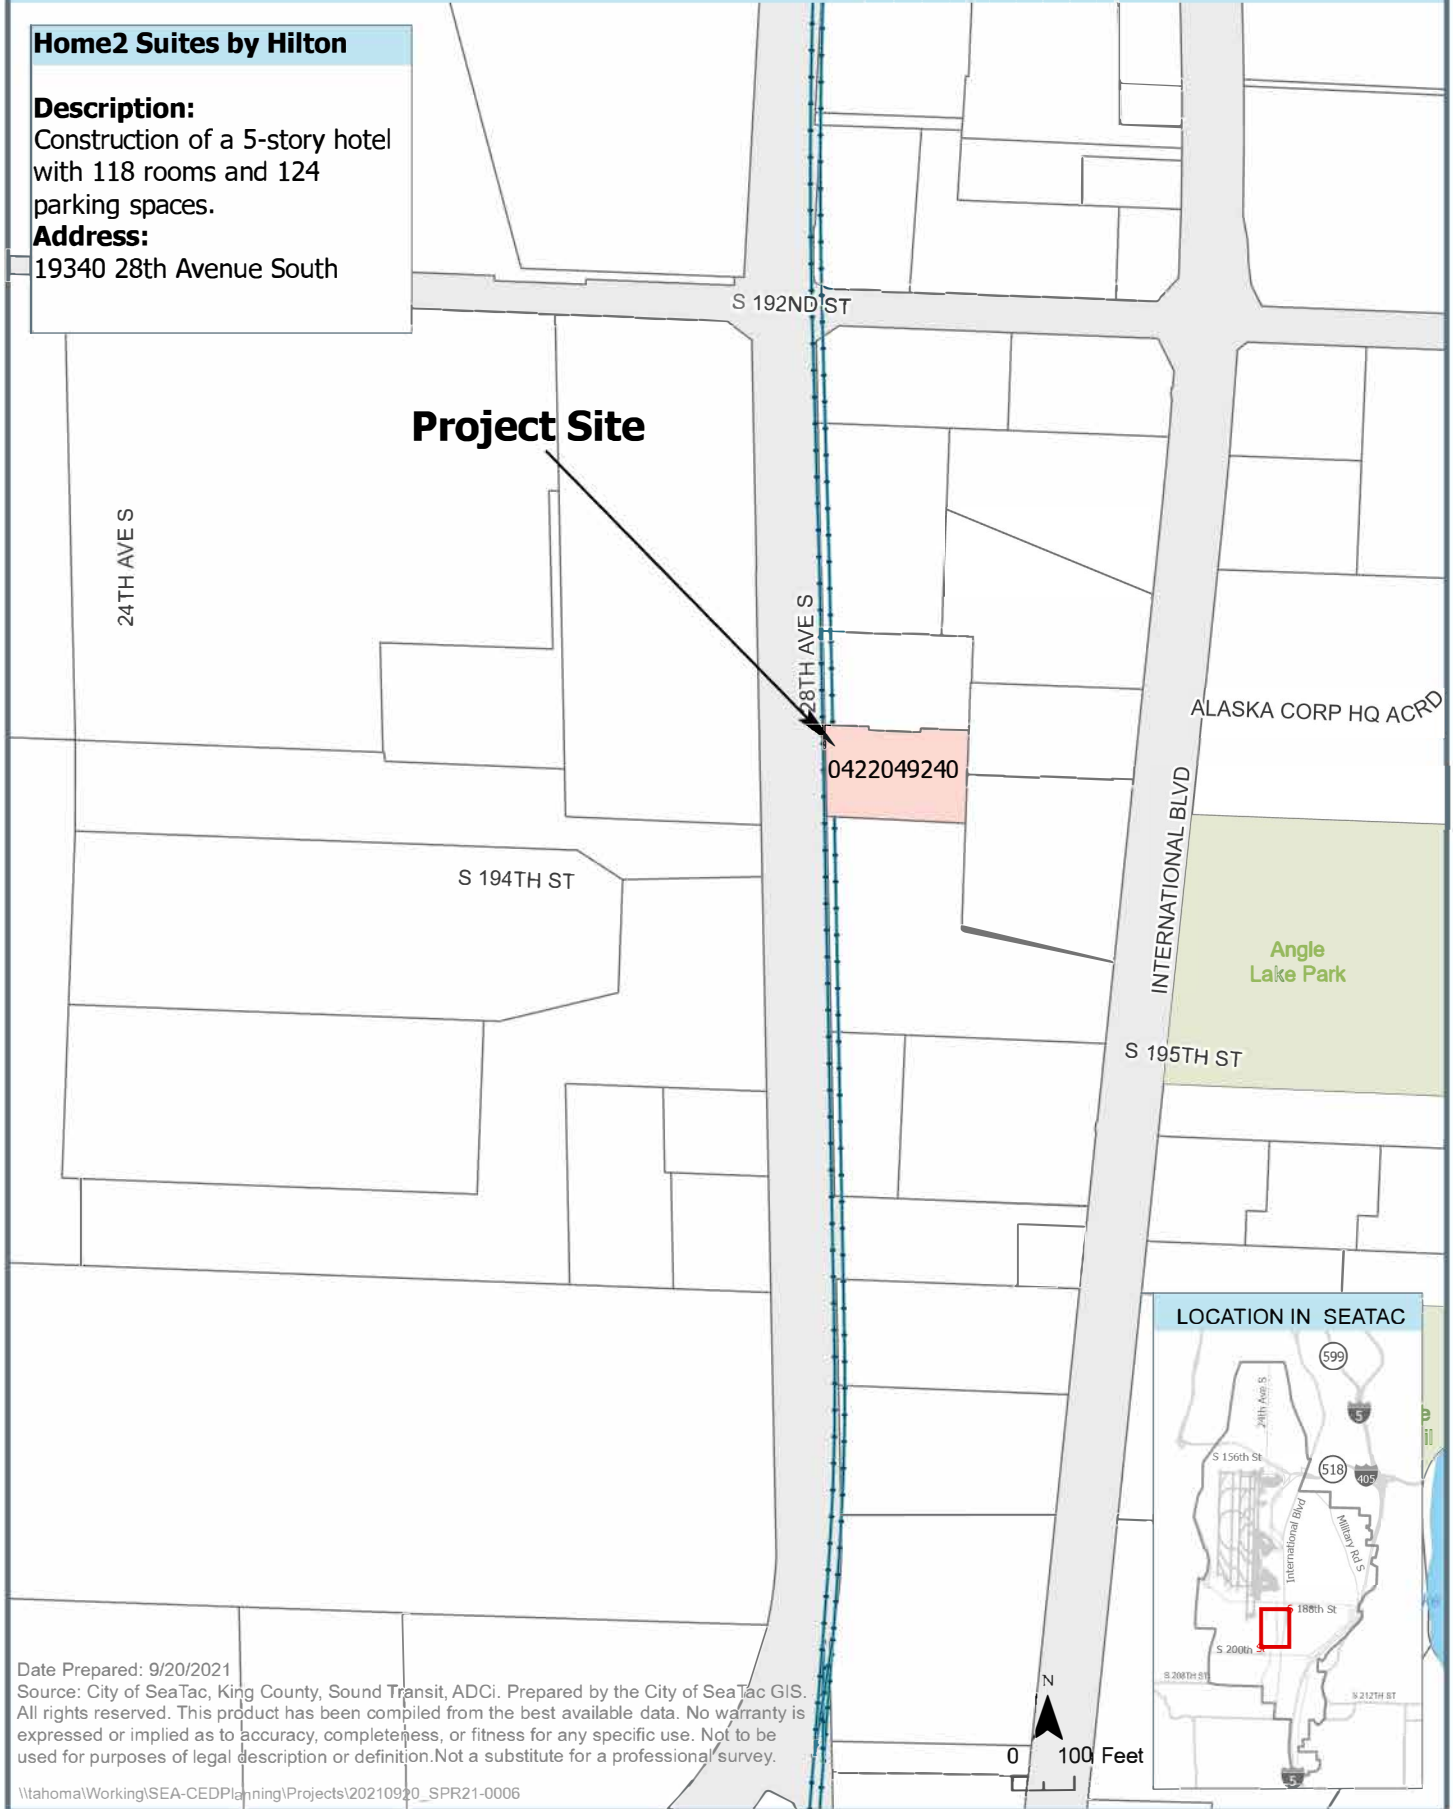 Home2 Suites by Hilton
Description:
Construction of a 5-story hotel
with 118 rooms and 124
parking spaces.
Address:
19340 28th Avenue South
S 192ND ST
Project Site
24TH AVE S
28TH AVE S
ALASKA CORP HQ ACRD
0422049240
INTERNATIONAL BLVD
S 194TH ST
Angle
Lake Park
S 195TH ST
LOCATION IN SEATAC
599
24th Ave S
5
S 156th St
518
405
International Blvd
Military Rd S
S 188th St
S 200th St
S 208TH ST
S 212TH ST
5
N
0 100 Feet
Date Prepared: 9/20/2021
Source: City of SeaTac, King County, Sound Transit, ADCi. Prepared by the City of SeaTac GIS.
All rights reserved. This product has been compiled from the best available data. No warranty is
expressed or implied as to accuracy, completeness, or fitness for any specific use. Not to be
used for purposes of legal description or definition.Not a substitute for a professional survey.
\\tahoma\Working\SEA-CEDPlanning\Projects\20210920_SPR21-0006